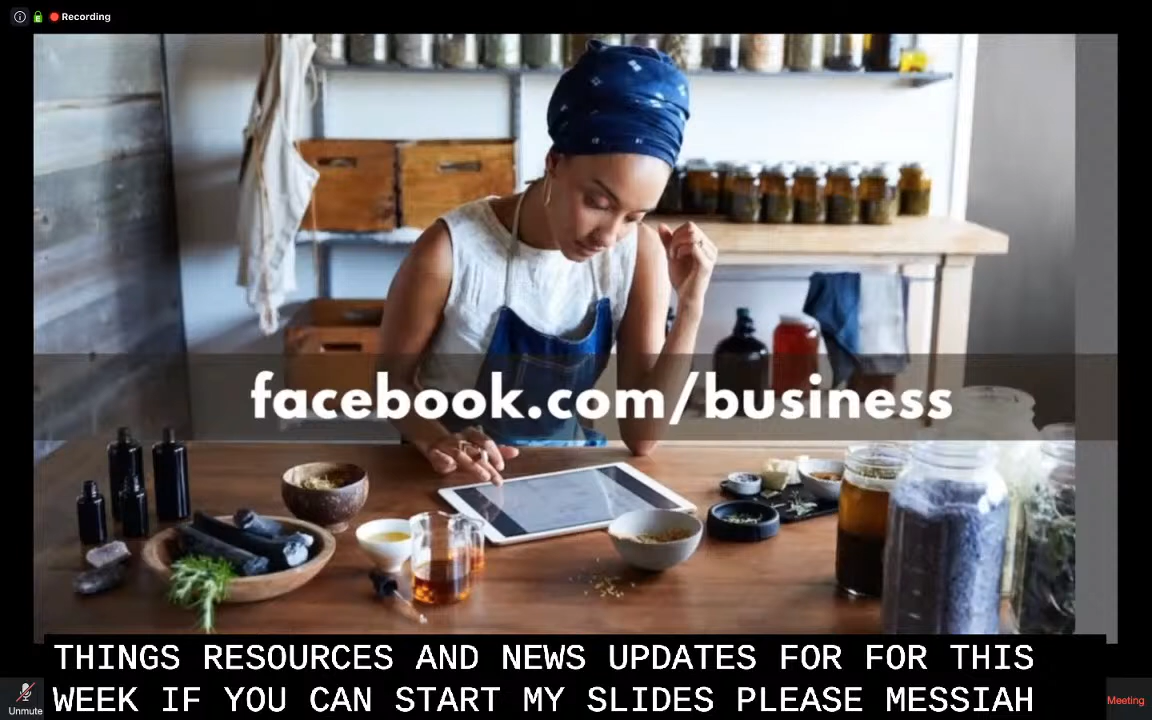 Recording
facebook.com/business
THINGS RESOURCES AND NEWS UPDATES FOR FOR THIS
WEEK IF YOU CAN START MY SLIDES PLEASE MESSIAH
Unmute
Meeting